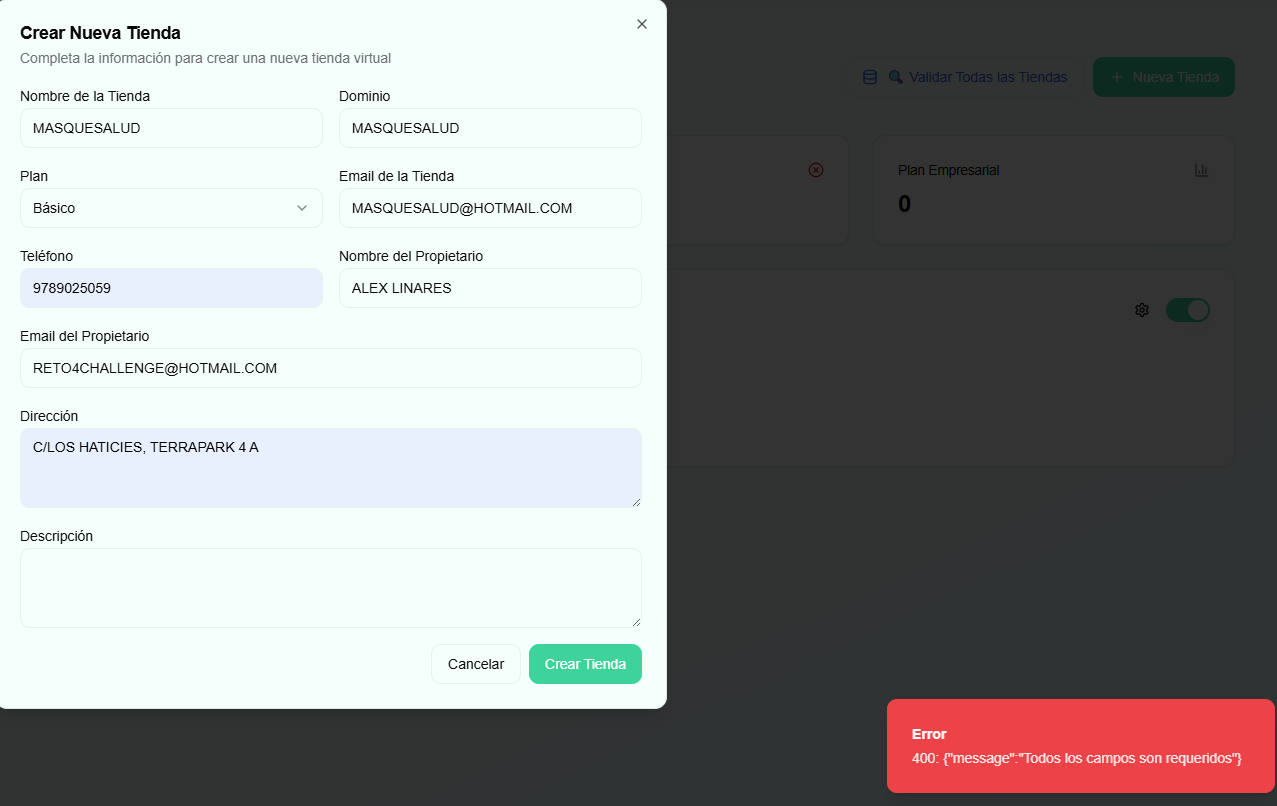 Crear Nueva Tienda
Completa la información para crear una nueva tienda virtual
Nombre de la Tienda
Dominio
MASQUESALUD
MASQUESALUD
Plan
Email de la Tienda
Básico
MASQUESALUD@HOTMAIL.COM
Teléfono
Nombre del Propietario
9789025059
ALEX LINARES
Email del Propietario
RETO4CHALLENGE@HOTMAIL.COM
Dirección
C/LOS HATICIES, TERRAPARK 4 A
Descripción
Cancelar
Crear Tienda
Validar Todas las Tiendas
+ Nueva Tienda
Plan Empresarial
0
Error
400: {"message":"Todos los campos son requeridos"}